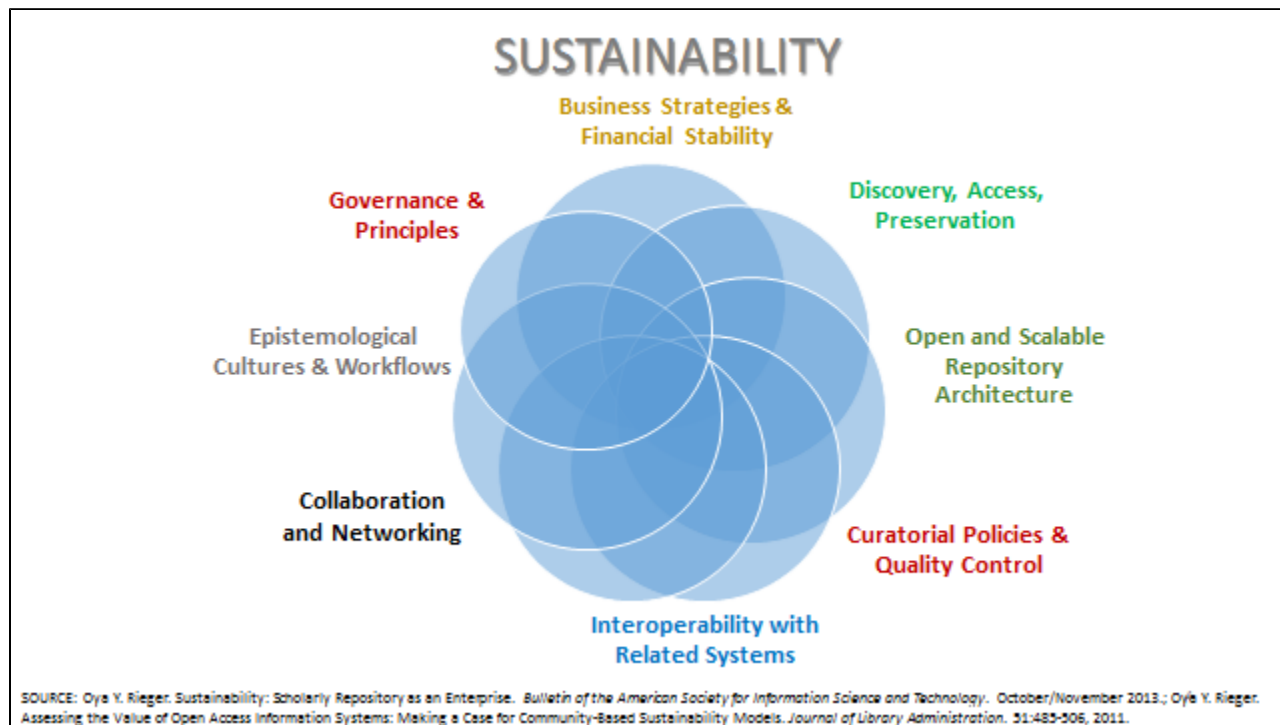 SUSTAINABILITY
Business Strategies &
Financial Stability
Governance &
Principles
Discovery, Access,
Preservation
Epistemological
Cultures & Workflows
Open and Scalable
Repository
Architecture
Collaboration
and Networking
Curatorial Policies &
Quality Control
Interoperability with
Related Systems
SOURCE: Oya Y. Rieger. Sustainability: Scholarly Repository as an Enterprise. Bulletin of the American Society for Information Science and Technology. October/November 2013.; Oya Y. Rieger.
Assessing the Value of Open Access Information Systems: Making a Case for Community-Based Sustainability Models. Journal of Library Administration. 51:485-506, 2011.